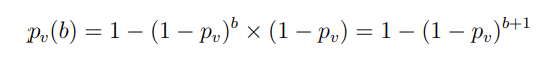 p_v(b) = 1 − (1 − p_v)^b × (1 − p_v) = 1 − (1 − p_v)^{b+1}